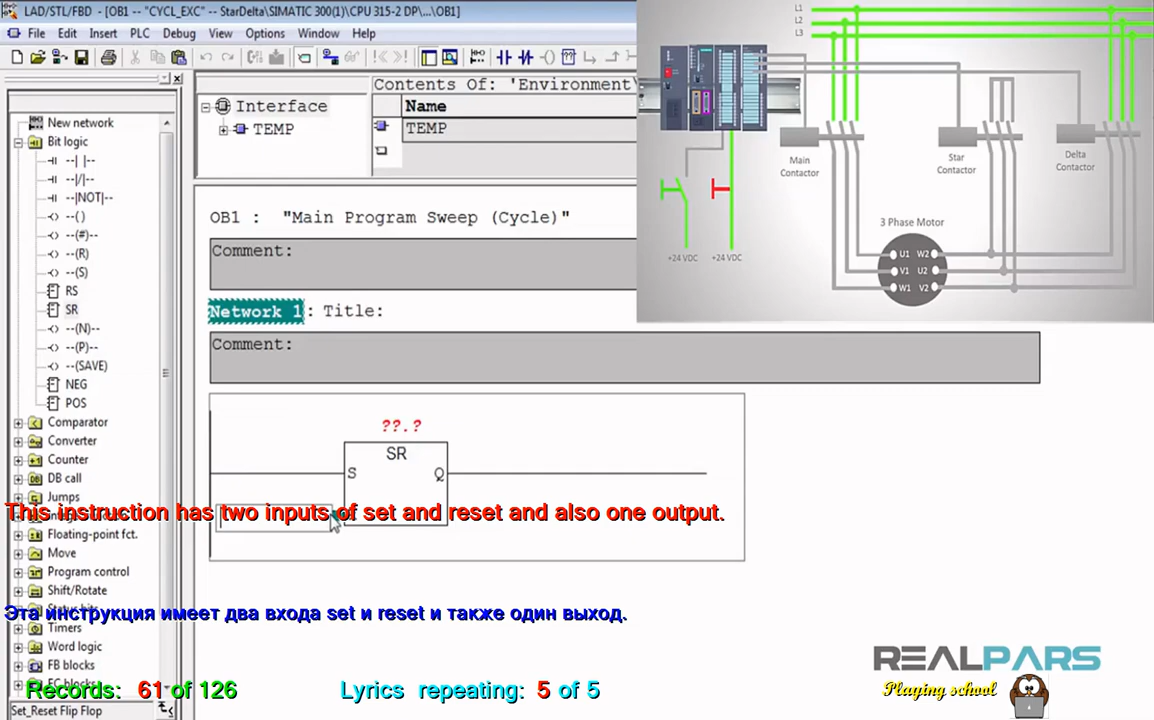 LAD/STL/FBD - [OB1 -- "CYCL_EXC" -- StarDelta\SIMATIC 300(1)\CPU 315-2 DP\...\OB1]
File Edit Insert PLC Debug View Options Window Help
Contents Of: 'Environment\
Interface
TEMP
Name
TEMP
New network
Bit logic
--| |--
--|/|--
--|NOT|--
--( )
--(#)--
--(R)
--(S)
RS
SR
--(N)--
--(P)--
--(SAVE)
NEG
POS
Comparator
Converter
Counter
DB call
Jumps
Floating-point fct.
Move
Program control
Shift/Rotate
Status bits
Timers
Word logic
FB blocks
FC blocks
Set_Reset Flip Flop
OB1 : "Main Program Sweep (Cycle)"
Comment:
Network 1: Title:
Comment:
??.?
SR
S
Q
L1
L2
L3
Main Contactor
Star Contactor
Delta Contactor
3 Phase Motor
U1 W2
V1 U2
W1 V2
+24 VDC
+24 VDC
This instruction has two inputs of set and reset and also one output.
Эта инструкция имеет два входа set и reset и также один выход.
Records: 61 of 126
Lyrics repeating: 5 of 5
REALPARS
Playing school